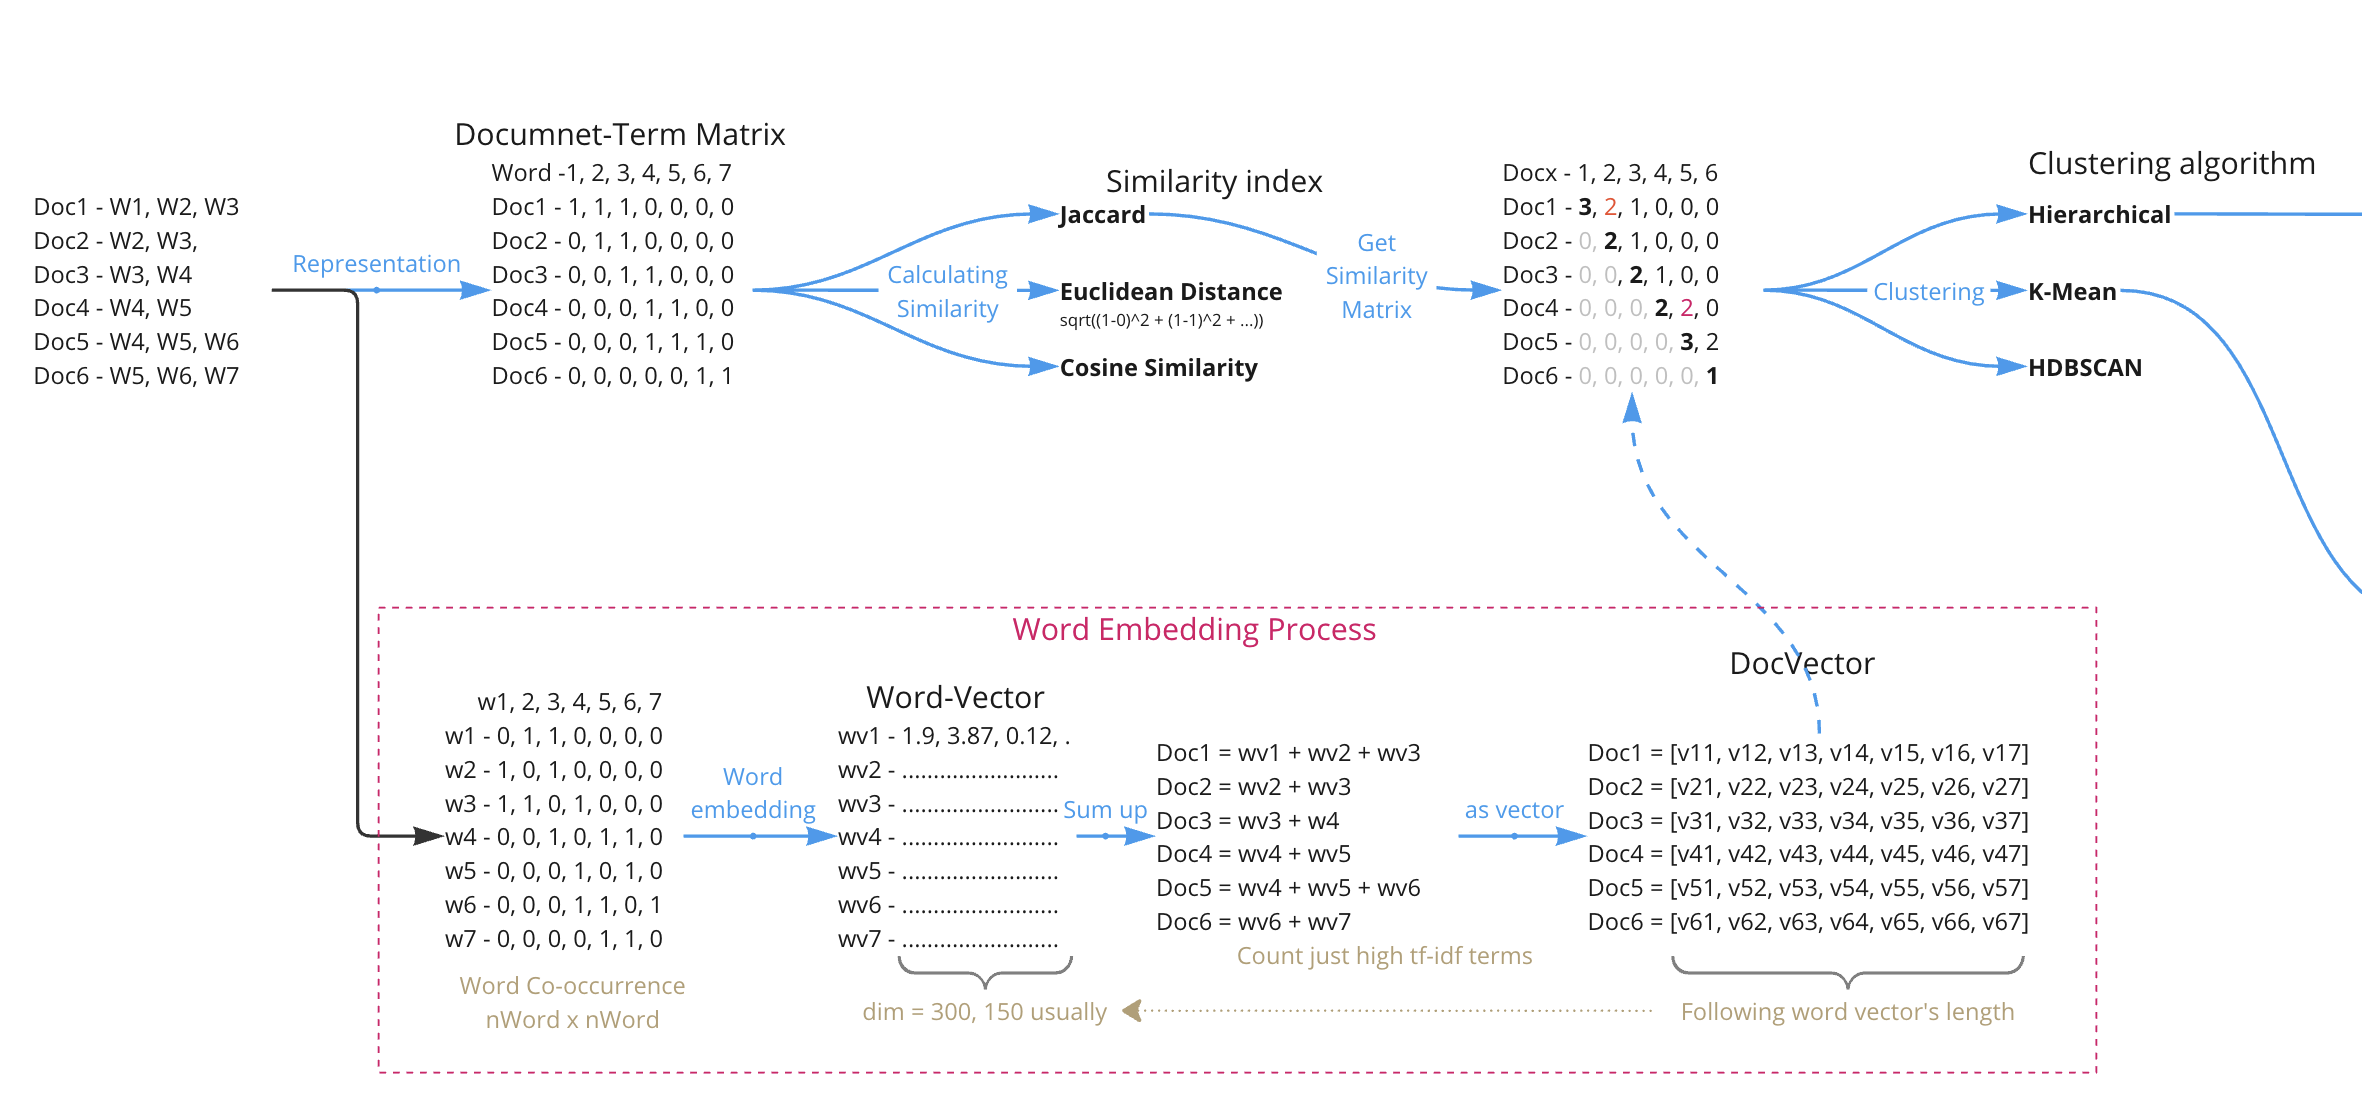 Documnet-Term Matrix
Doc1 - W1, W2, W3
Doc2 - W2, W3,
Doc3 - W3, W4
Doc4 - W4, W5
Doc5 - W4, W5, W6
Doc6 - W5, W6, W7
Representation
Word -1, 2, 3, 4, 5, 6, 7
Doc1 - 1, 1, 1, 0, 0, 0, 0
Doc2 - 0, 1, 1, 0, 0, 0, 0
Doc3 - 0, 0, 1, 1, 0, 0, 0
Doc4 - 0, 0, 0, 1, 1, 0, 0
Doc5 - 0, 0, 0, 1, 1, 1, 0
Doc6 - 0, 0, 0, 0, 0, 1, 1
Calculating
Similarity
Similarity index
Jaccard
Euclidean Distance
sqrt((1-0)^2 + (1-1)^2 + ...))
Cosine Similarity
Get
Similarity
Matrix
Docx - 1, 2, 3, 4, 5, 6
Doc1 - 3, 2, 1, 0, 0, 0
Doc2 - 0, 2, 1, 0, 0, 0
Doc3 - 0, 0, 2, 1, 0, 0
Doc4 - 0, 0, 0, 2, 2, 0
Doc5 - 0, 0, 0, 0, 3, 2
Doc6 - 0, 0, 0, 0, 0, 1
Clustering
Clustering algorithm
Hierarchical
K-Mean
HDBSCAN
Word Embedding Process
w1, 2, 3, 4, 5, 6, 7
w1 - 0, 1, 1, 0, 0, 0, 0
w2 - 1, 0, 1, 0, 0, 0, 0
w3 - 1, 1, 0, 1, 0, 0, 0
w4 - 0, 0, 1, 0, 1, 1, 0
w5 - 0, 0, 0, 1, 0, 1, 0
w6 - 0, 0, 0, 1, 1, 0, 1
w7 - 0, 0, 0, 0, 1, 1, 0
Word Co-occurrence
nWord x nWord
Word
embedding
Word-Vector
wv1 - 1.9, 3.87, 0.12, .
wv2 - .........................
wv3 - .........................
wv4 - .........................
wv5 - .........................
wv6 - .........................
wv7 - .........................
dim = 300, 150 usually
Sum up
Doc1 = wv1 + wv2 + wv3
Doc2 = wv2 + wv3
Doc3 = wv3 + w4
Doc4 = wv4 + wv5
Doc5 = wv4 + wv5 + wv6
Doc6 = wv6 + wv7
Count just high tf-idf terms
as vector
DocVector
Doc1 = [v11, v12, v13, v14, v15, v16, v17]
Doc2 = [v21, v22, v23, v24, v25, v26, v27]
Doc3 = [v31, v32, v33, v34, v35, v36, v37]
Doc4 = [v41, v42, v43, v44, v45, v46, v47]
Doc5 = [v51, v52, v53, v54, v55, v56, v57]
Doc6 = [v61, v62, v63, v64, v65, v66, v67]
Following word vector's length